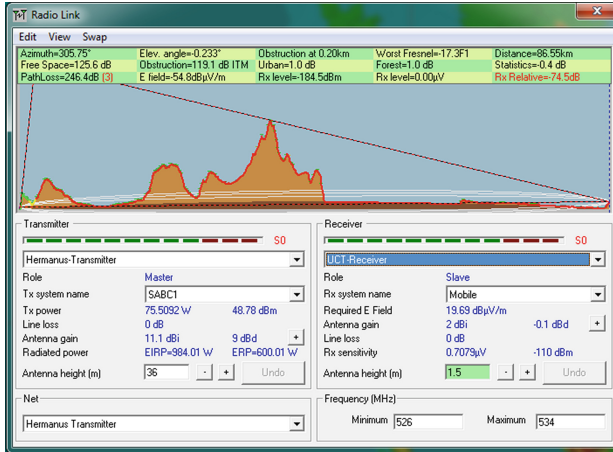 Radio Link
Edit View Swap
Azimuth=305.75° Elev. angle=-0.233° Obstruction at 0.20km Worst Fresnel=-17.3F1 Distance=86.55km
Free Space=125.6 dB Obstruction=119.1 dB ITM Urban=1.0 dB Forest=1.0 dB Statistics=-0.4 dB
PathLoss=246.4dB (3) E field=-54.8dBµV/m Rx level=-184.5dBm Rx level=0.00µV Rx Relative=-74.5dB
Transmitter Receiver
S0 S0
Hermanus-Transmitter UCT-Receiver
Role Master Role Slave
Tx system name SABC1 Rx system name Mobile
Tx power 75.5092 W 48.78 dBm Required E Field 19.69 dBµV/m
Line loss 0 dB Antenna gain 2 dBi -0.1 dBd +
Antenna gain 11.1 dBi 9 dBd + Line loss 0 dB
Radiated power EIRP=984.01 W ERP=600.01 W Rx sensitivity 0.7079µV -110 dBm
Antenna height (m) 36 - + Undo Antenna height (m) 1.5 - + Undo
Net Frequency (MHz)
Hermanus Transmitter Minimum 526 Maximum 534